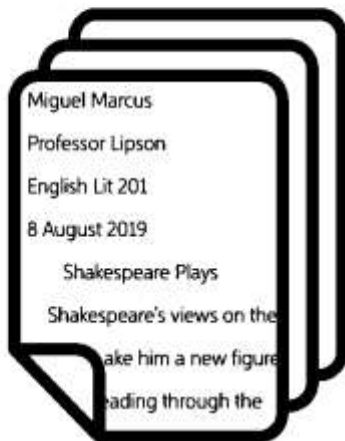 Miguel Marcus
Professor Lipson
English Lit 201
8 August 2019
Shakespeare Plays
Shakespeare's views on the
ake him a new figure
eading through the